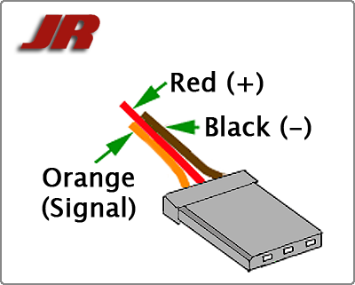 JR
Red (+)
Black (-)
Orange
(Signal)